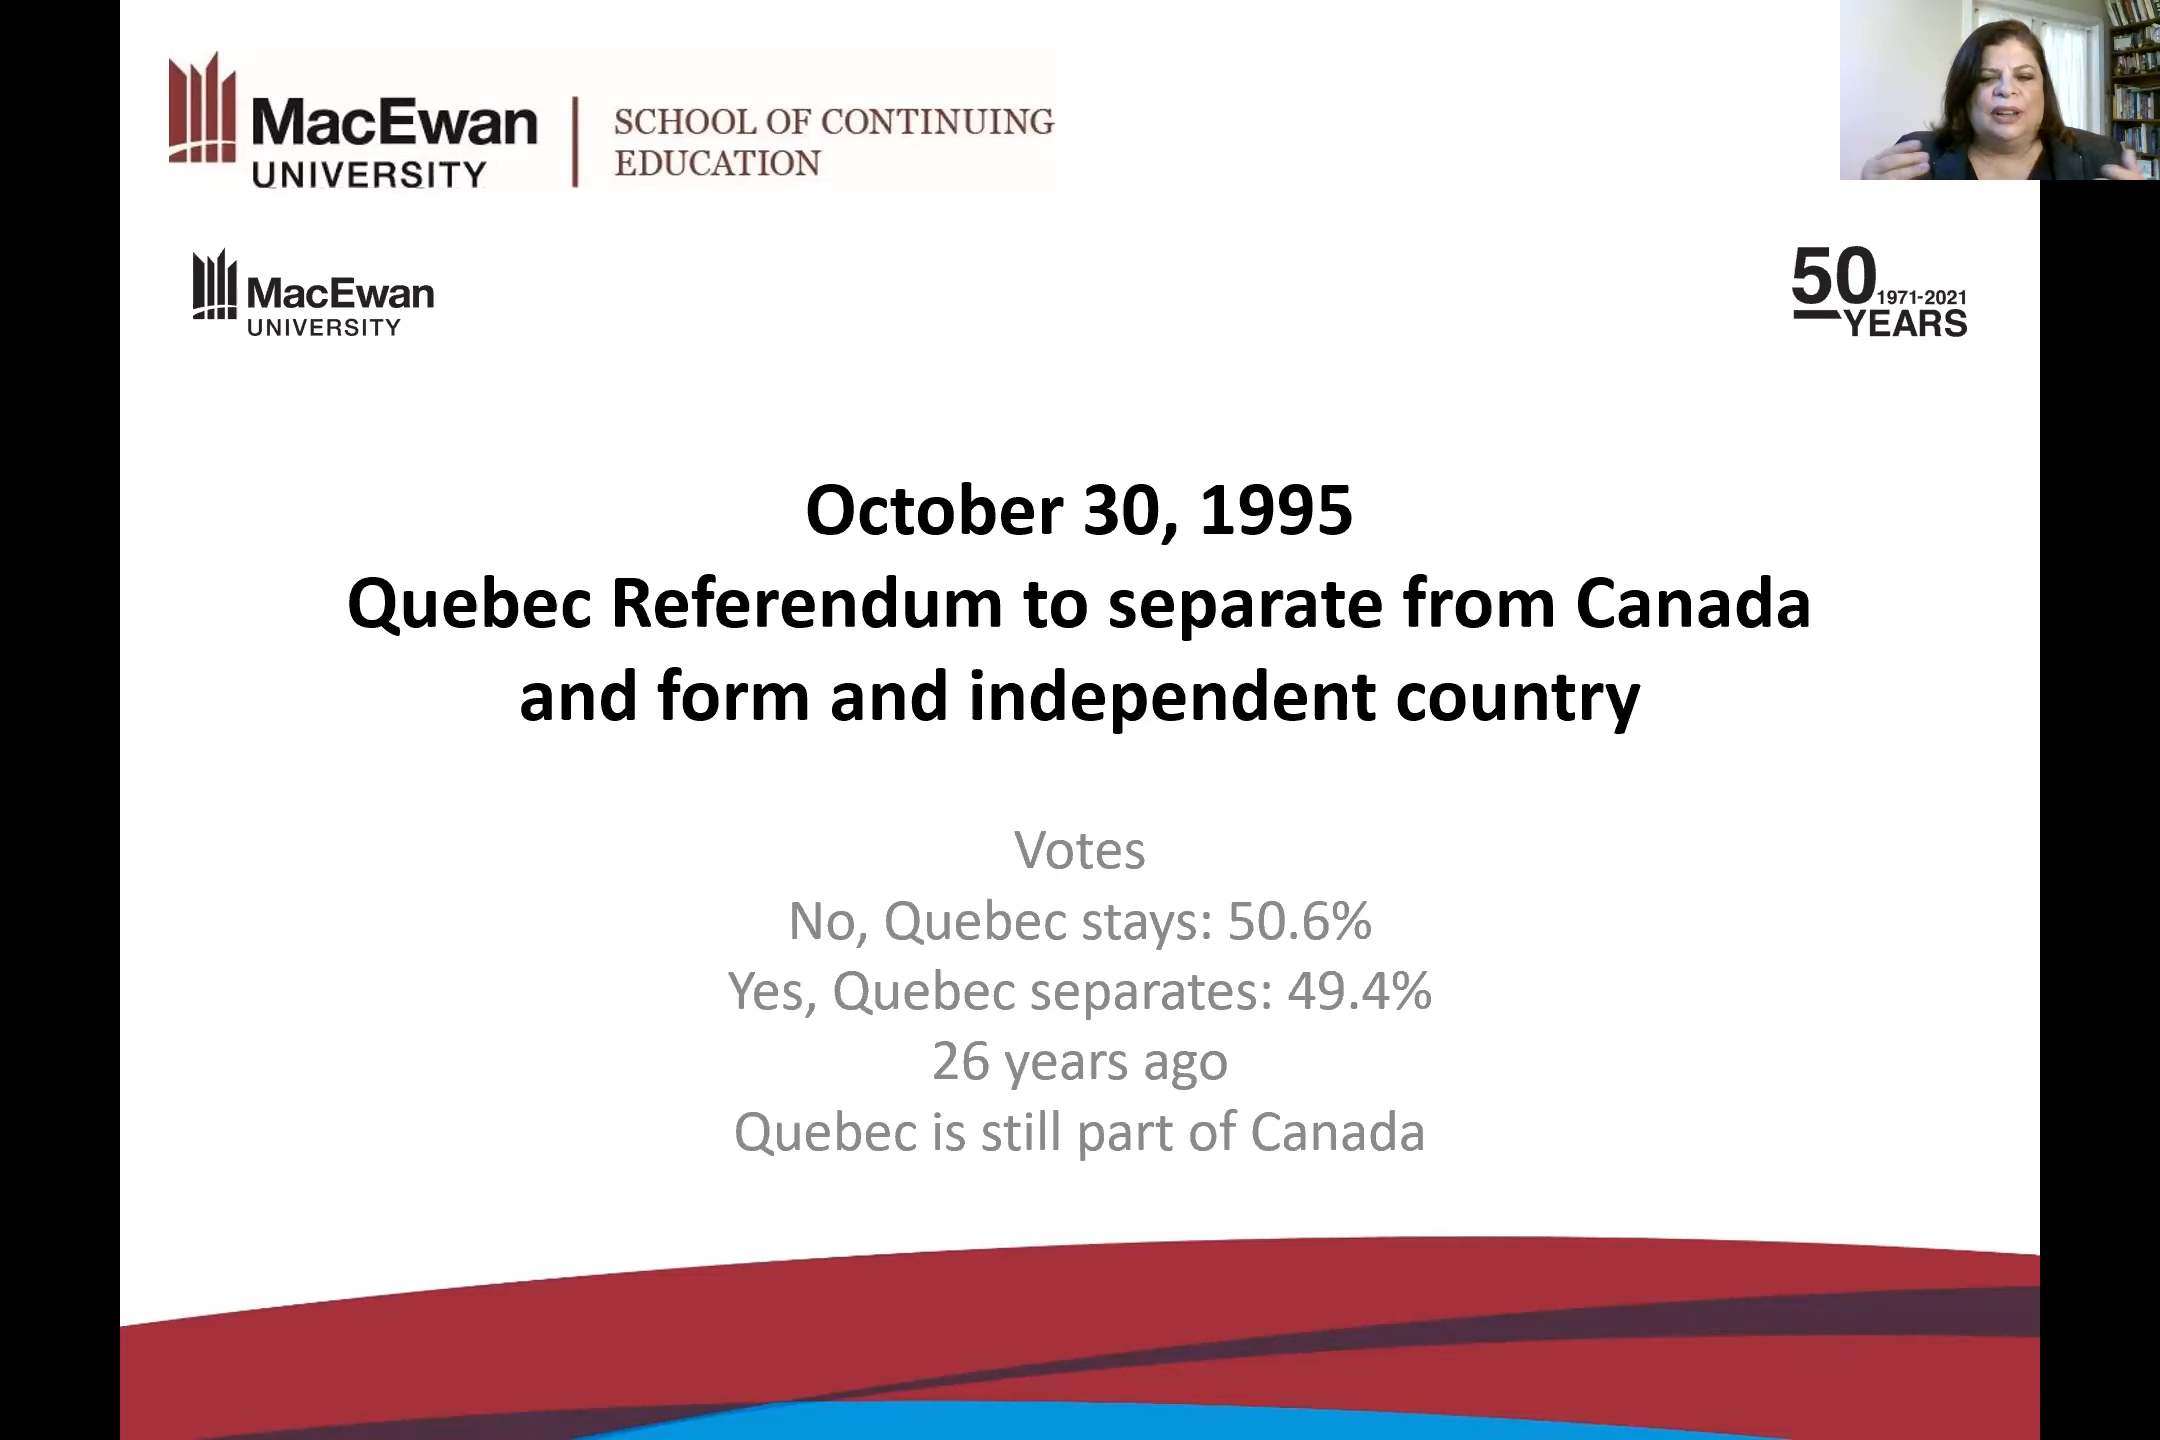 MacEwan
UNIVERSITY
SCHOOL OF CONTINUING
EDUCATION
MacEwan
UNIVERSITY
50
1971-2021
YEARS
October 30, 1995
Quebec Referendum to separate from Canada
and form and independent country
Votes
No, Quebec stays: 50.6%
Yes, Quebec separates: 49.4%
26 years ago
Quebec is still part of Canada